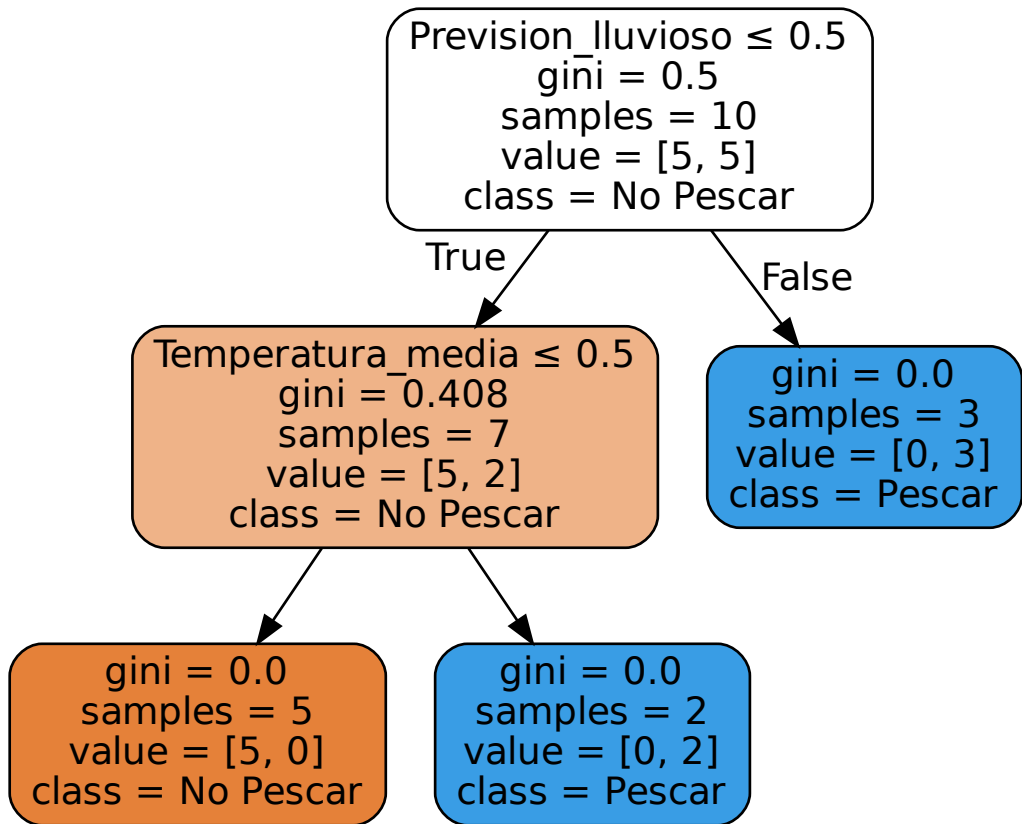 Prevision_lluvioso ≤ 0.5
gini = 0.5
samples = 10
value = [5, 5]
class = No Pescar
True
False
Temperatura_media ≤ 0.5
gini = 0.408
samples = 7
value = [5, 2]
class = No Pescar
gini = 0.0
samples = 3
value = [0, 3]
class = Pescar
gini = 0.0
samples = 5
value = [5, 0]
class = No Pescar
gini = 0.0
samples = 2
value = [0, 2]
class = Pescar